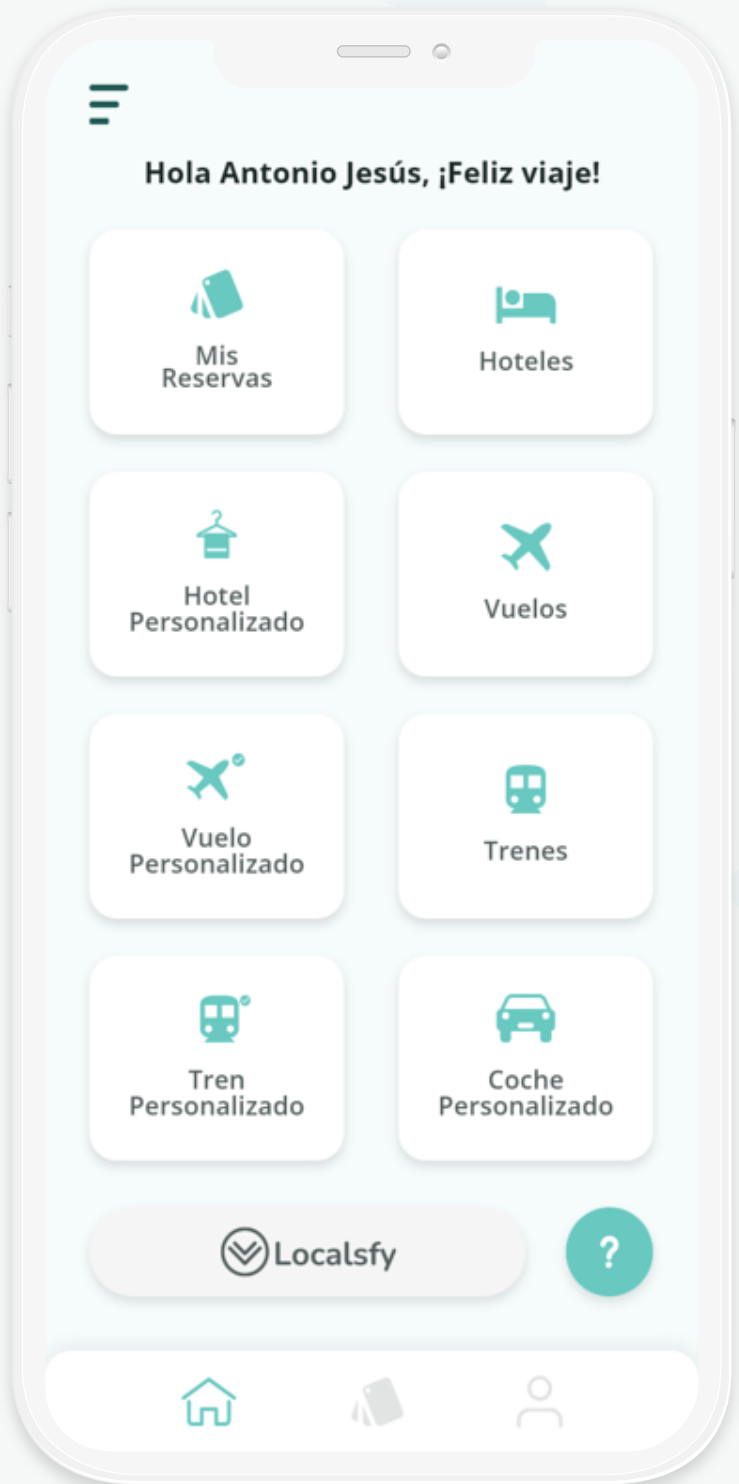 Hola Antonio Jesús, ¡Feliz viaje!
Mis
Reservas
Hoteles
Hotel
Personalizado
Vuelos
Vuelo
Personalizado
Trenes
Tren
Personalizado
Coche
Personalizado
Localsfy
?